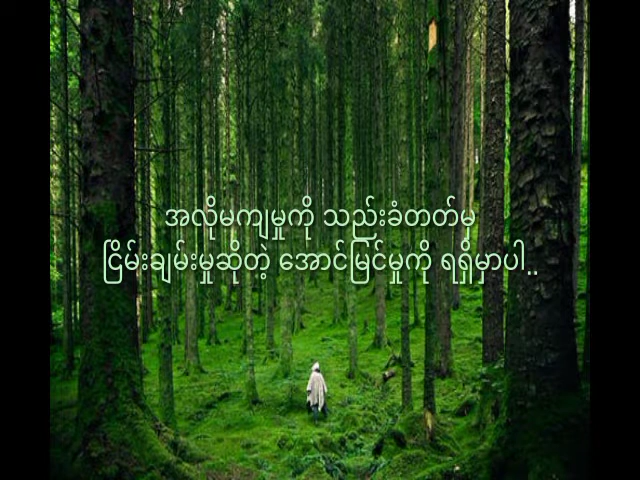 အလိုမကျမှုကို သည်းခံတတ်မှ
ငြိမ်းချမ်းမှုဆိုတဲ့ အောင်မြင်မှုကို ရရှိမှာပါ..